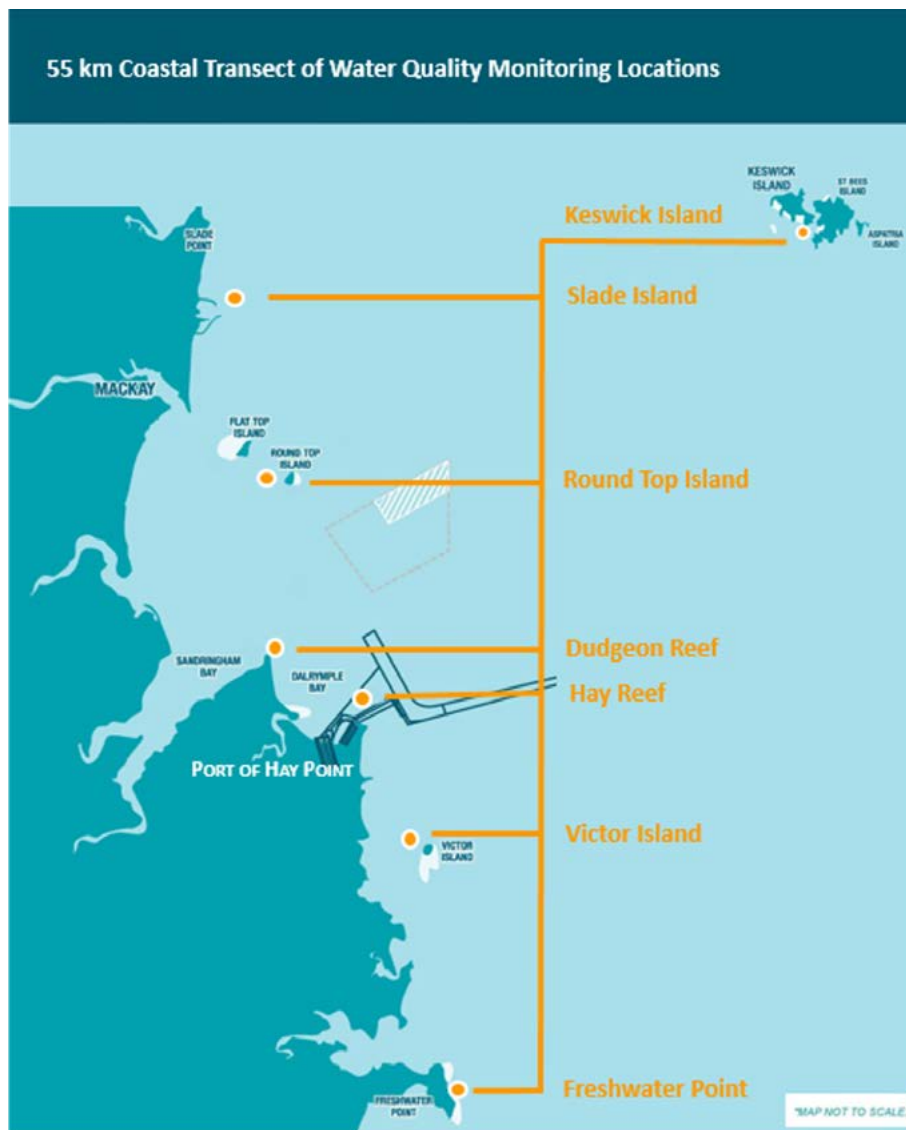 55 km Coastal Transect of Water Quality Monitoring Locations
KESWICK
ISLAND
ST BEES
ISLAND
ASPATRIA
ISLAND
Keswick Island
SLADE
POINT
Slade Island
MACKAY
FLAT TOP
ISLAND
ROUND TOP
ISLAND
Round Top Island
Dudgeon Reef
SANDRINGHAM
BAY
DALRYMPLE
BAY
Hay Reef
PORT OF HAY POINT
Victor Island
VICTOR
ISLAND
Freshwater Point
FRESHWATER
POINT
*MAP NOT TO SCALE